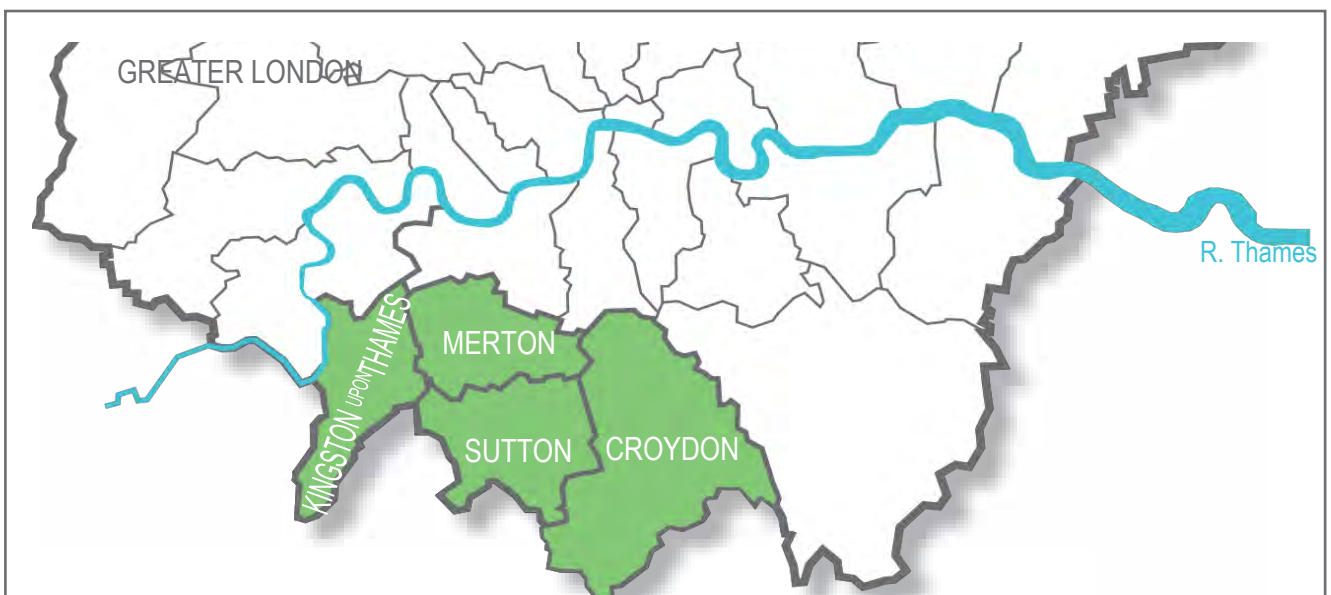 GREATER LONDON
R. Thames
KINGSTON UPON THAMES
MERTON
SUTTON
CROYDON